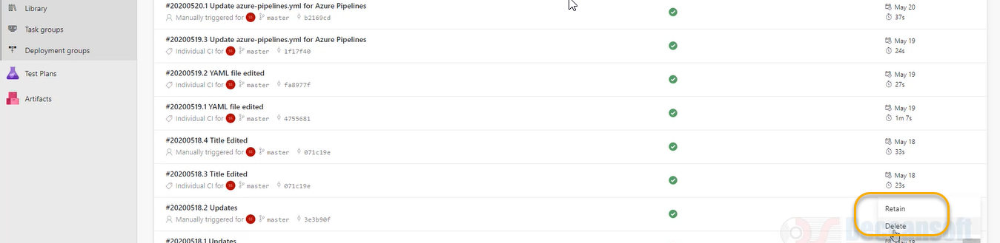 Library
Task groups
Deployment groups
Test Plans
Artifacts
#20200520.1 Update azure-pipelines.yml for Azure Pipelines
Manually triggered for SS master b2169cd
May 20
37s
#20200519.3 Update azure-pipelines.yml for Azure Pipelines
Individual CI for SS master 1f17f40
May 19
24s
#20200519.2 YAML file edited
Individual CI for SS master fa8977f
May 19
27s
#20200519.1 YAML file edited
Individual CI for SS master 4755681
May 19
1m 7s
#20200518.4 Title Edited
Manually triggered for SS master 071c19e
May 18
33s
#20200518.3 Title Edited
Individual CI for SS master 071c19e
May 18
23s
#20200518.2 Updates
Manually triggered for SS master 3e3b90f
Retain
Delete
Deccansoft
#20200518.1 Updates
May 18